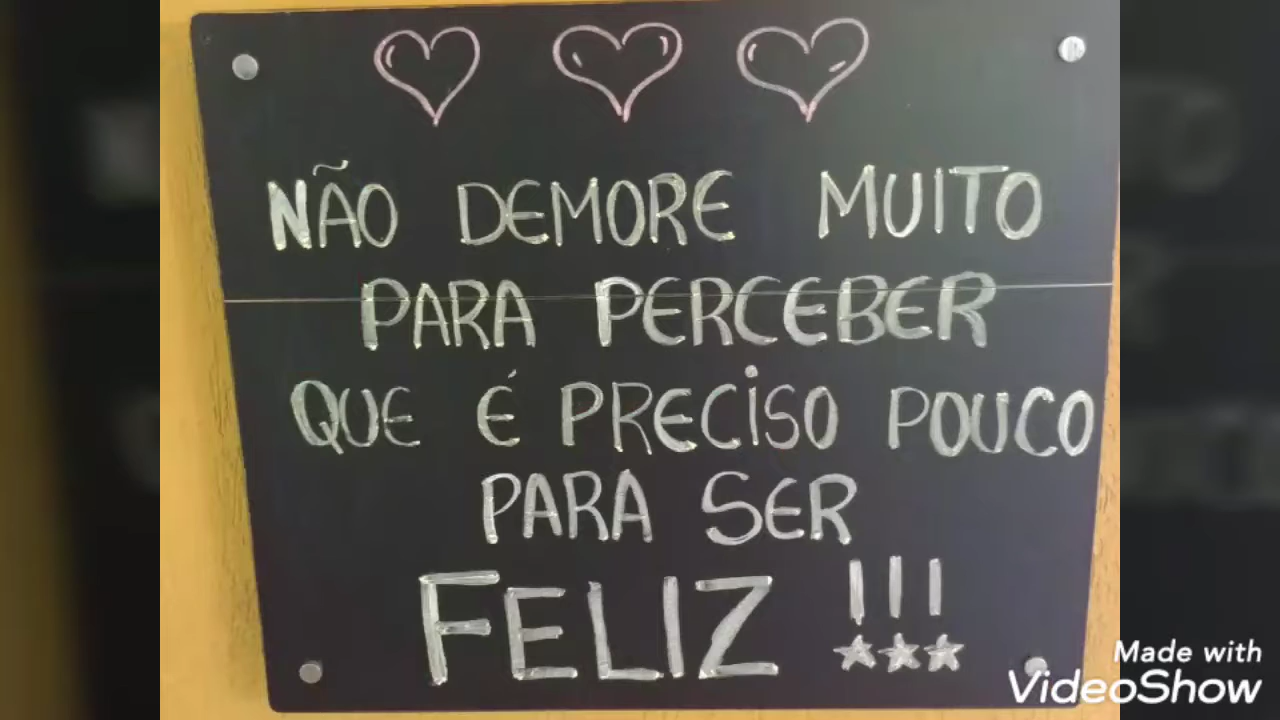 NÃO DEMORE MUITO
PARA PERCEBER
QUE É PRECISO POUCO
PARA SER
FELIZ !!!
Made with
VideoShow